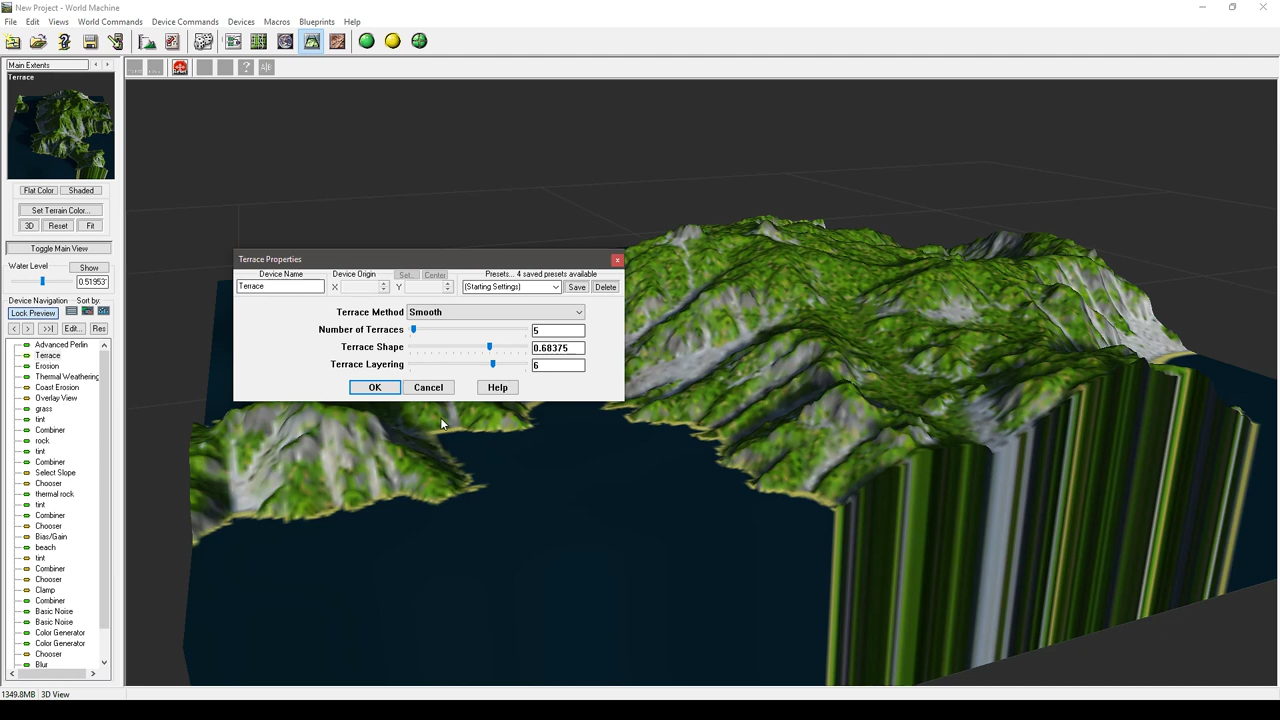 New Project - World Machine
File Edit Views World Commands Device Commands Devices Macros Blueprints Help
Main Extents
Terrace
Flat Color Shaded
Set Terrain Color...
3D Reset Fit
Toggle Main View
Water Level Show
0.51953
Device Navigation Sort by:
Lock Preview
< > >>| Edit... Res
Advanced Perlin
Terrace
Erosion
Thermal Weathering
Coast Erosion
Overlay View
grass
tint
Combiner
rock
tint
Combiner
Select Slope
Chooser
thermal rock
tint
Combiner
Chooser
Bias/Gain
beach
tint
Combiner
Chooser
Clamp
Combiner
Basic Noise
Basic Noise
Color Generator
Color Generator
Chooser
Blur
? A|B
Terrace Properties
Device Name Device Origin Set.. Center Presets... 4 saved presets available
Terrace X Y (Starting Settings) Save Delete
Terrace Method Smooth
Number of Terraces 5
Terrace Shape 0.68375
Terrace Layering 6
OK Cancel Help
1349.8MB 3D View